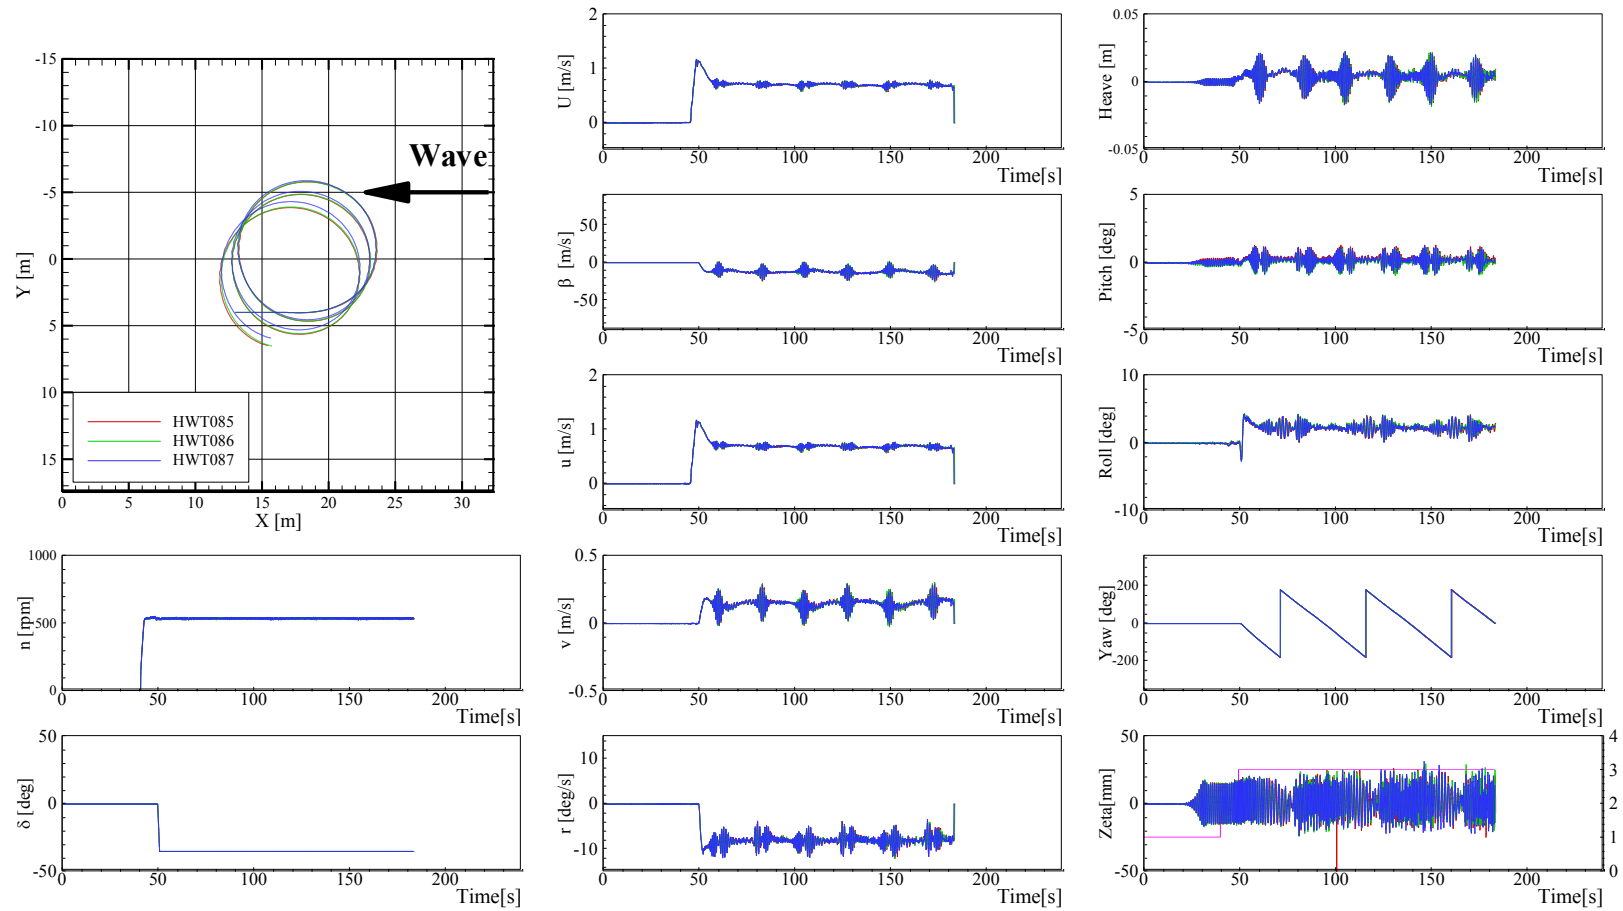 -15
-10
-5
0
5
10
15
Y [m]
Wave
HWT085
HWT086
HWT087
0 5 10 15 20 25 30
X [m]
2
1
0
U [m/s]
0 50 100 150 200
Time[s]
0.05
0
-0.05
Heave [m]
0 50 100 150 200
Time[s]
50
0
-50
β [m/s]
0 50 100 150 200
Time[s]
5
0
-5
Pitch [deg]
0 50 100 150 200
Time[s]
2
1
0
u [m/s]
0 50 100 150 200
Time[s]
10
0
-10
Roll [deg]
0 50 100 150 200
Time[s]
1000
500
0
n [rpm]
0 50 100 150 200
Time[s]
0.5
0
-0.5
v [m/s]
0 50 100 150 200
Time[s]
200
0
-200
Yaw [deg]
0 50 100 150 200
Time[s]
50
0
-50
δ [deg]
0 50 100 150 200
Time[s]
10
0
-10
r [deg/s]
0 50 100 150 200
Time[s]
50
0
-50
Zeta[mm]
4
3
2
1
0
0 50 100 150 200
Time[s]